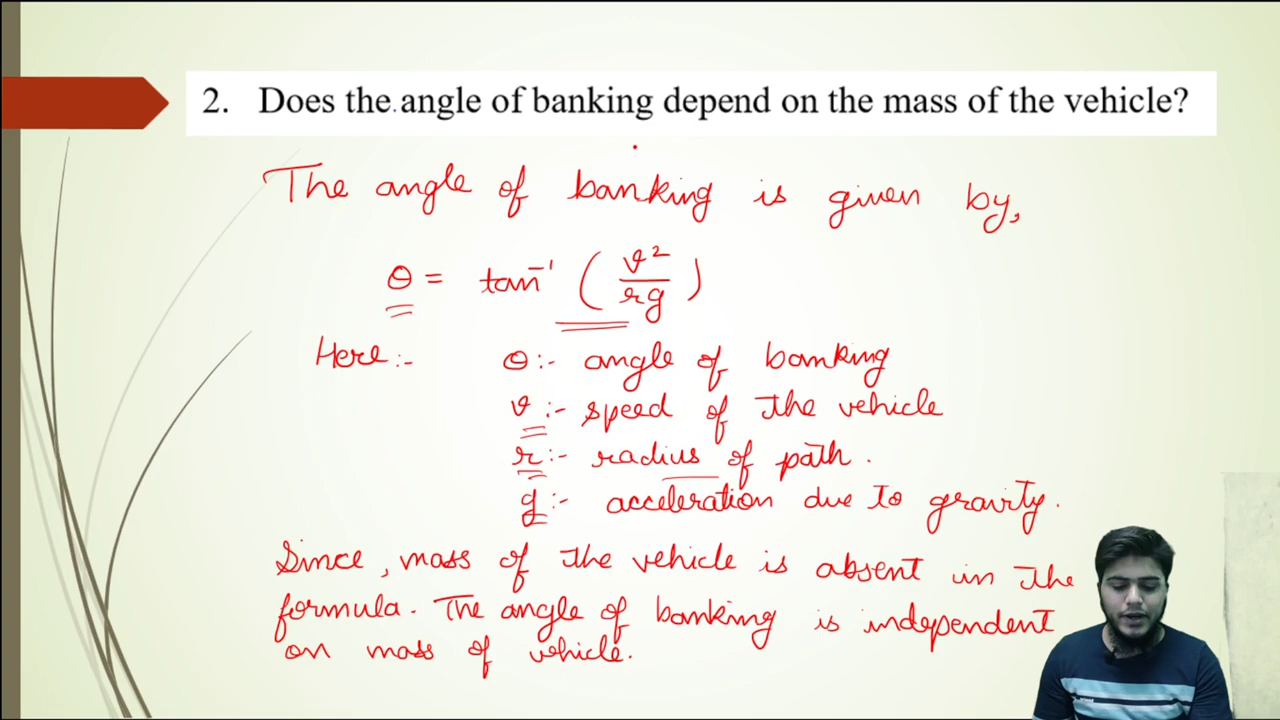 2. Does the angle of banking depend on the mass of the vehicle?
The angle of banking is given by,
θ = tan⁻¹ (v²/rg)
Here:- θ:- angle of banking
v:- speed of the vehicle
r:- radius of path.
g:- acceleration due to gravity.
Since, mass of the vehicle is absent in the
formula. The angle of banking is independent
on mass of vehicle.